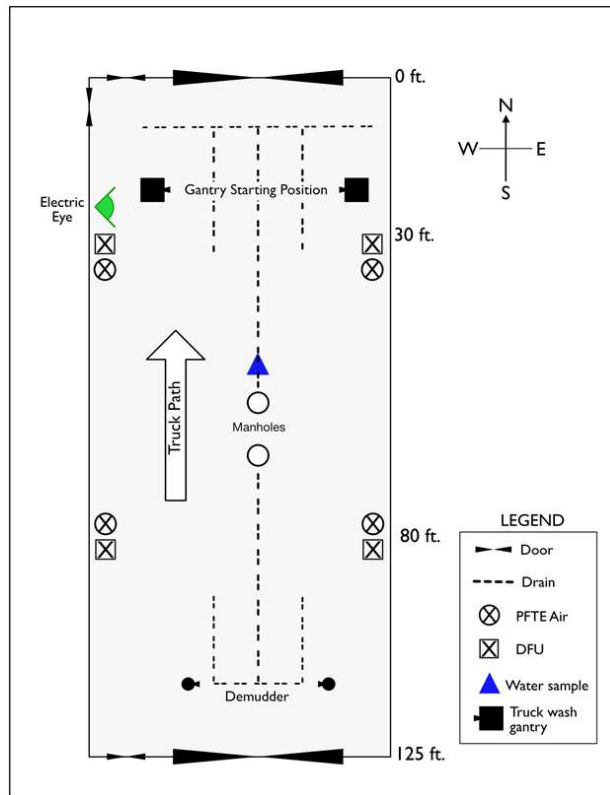 0 ft.
N
W
E
S
Electric
Eye
Gantry Starting Position
30 ft.
Truck Path
Manholes
80 ft.
LEGEND
Door
Drain
PFTE Air
DFU
Water sample
Truck wash
gantry
Demudder
125 ft.